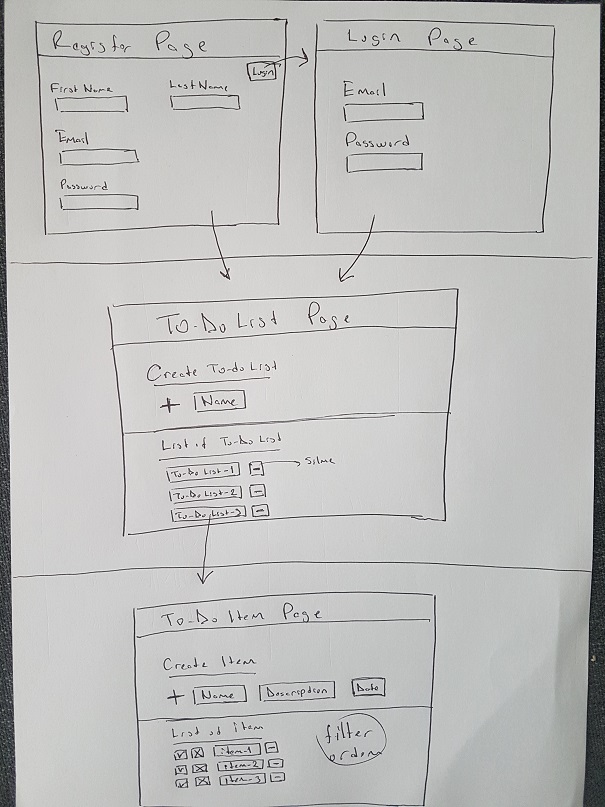 Register Page
Login
First Name
Last Name
Email
Password
Login Page
Email
Password
To-Do List Page
Create To-do List
+ Name
List of To-Do List
To-Do List-1 -
Silme
To-Do List-2 -
To-Do List-3 -
To-Do Item Page
Create Item
+ Name Description Date
List of item
item-1 -
item-2 -
item-3 -
filter